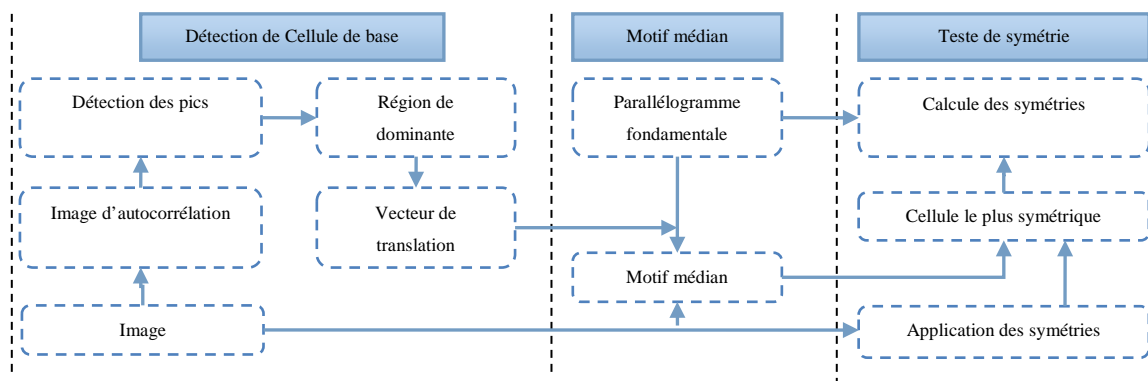 Détection de Cellule de base
Motif médian
Teste de symétrie
Détection des pics
Région de
dominante
Parallélogramme
fondamentale
Calcule des symétries
Image d'autocorrélation
Vecteur de
translation
Cellule le plus symétrique
Motif médian
Image
Application des symétries